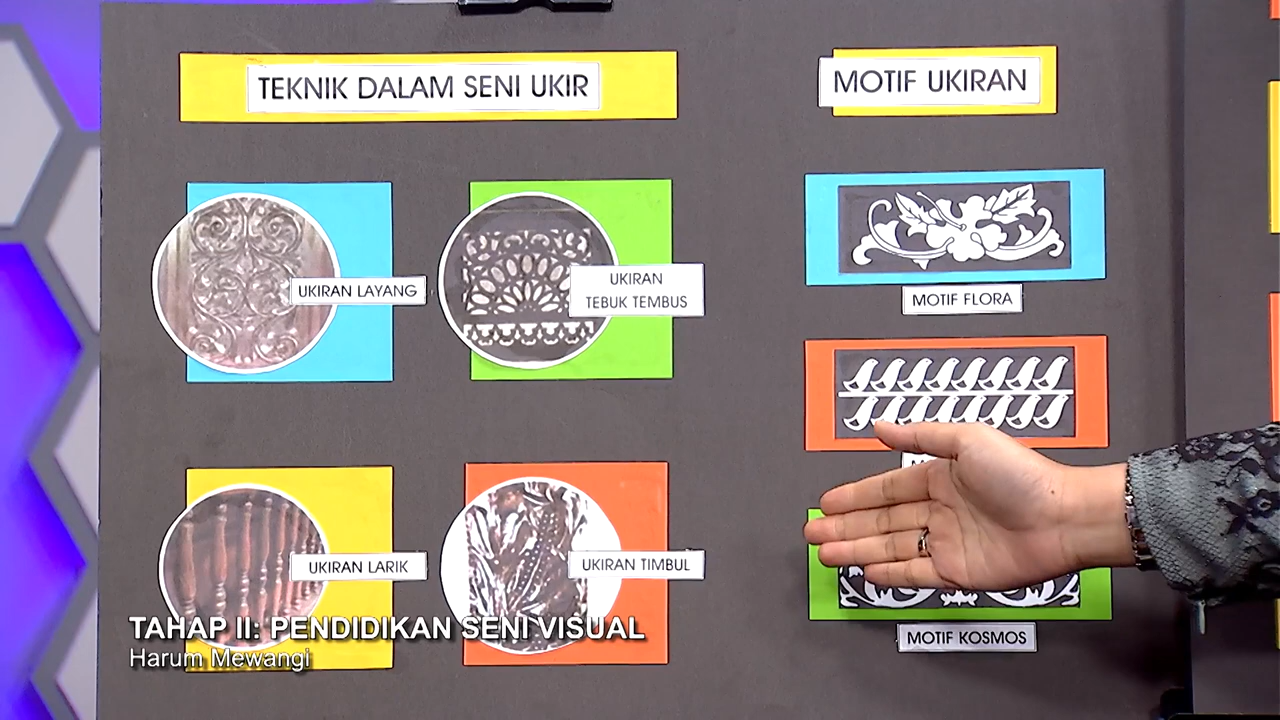 TEKNIK DALAM SENI UKIR
MOTIF UKIRAN
UKIRAN LAYANG
UKIRAN
TEBUK TEMBUS
MOTIF FLORA
UKIRAN LARIK
UKIRAN TIMBUL
MOTIF KOSMOS
TAHAP II: PENDIDIKAN SENI VISUAL
Harum Mewangi